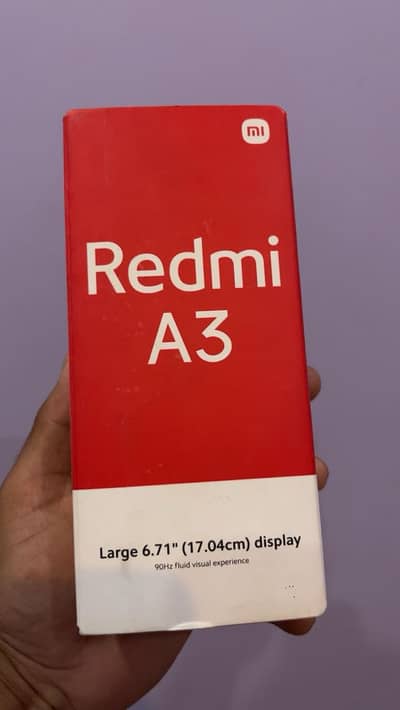 mi
Redmi
A3
Large 6.71" (17.04cm) display
90Hz fluid visual experience